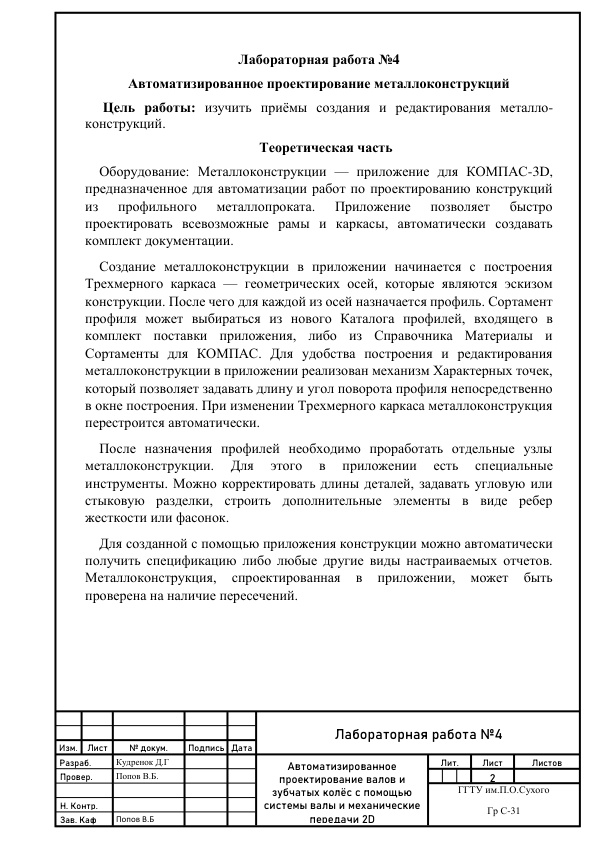 Лабораторная работа №4
Автоматизированное проектирование металлоконструкций
Цель работы: изучить приёмы создания и редактирования металло-
конструкций.
Теоретическая часть
Оборудование: Металлоконструкции — приложение для КОМПАС-3D,
предназначенное для автоматизации работ по проектированию конструкций
из профильного металлопроката. Приложение позволяет быстро
проектировать всевозможные рамы и каркасы, автоматически создавать
комплект документации.
Создание металлоконструкции в приложении начинается с построения
Трехмерного каркаса — геометрических осей, которые являются эскизом
конструкции. После чего для каждой из осей назначается профиль. Сортамент
профиля может выбираться из нового Каталога профилей, входящего в
комплект поставки приложения, либо из Справочника Материалы и
Сортаменты для КОМПАС. Для удобства построения и редактирования
металлоконструкции в приложении реализован механизм Характерных точек,
который позволяет задавать длину и угол поворота профиля непосредственно
в окне построения. При изменении Трехмерного каркаса металлоконструкция
перестроится автоматически.
После назначения профилей необходимо проработать отдельные узлы
металлоконструкции. Для этого в приложении есть специальные
инструменты. Можно корректировать длины деталей, задавать угловую или
стыковую разделки, строить дополнительные элементы в виде ребер
жесткости или фасонок.
Для созданной с помощью приложения конструкции можно автоматически
получить спецификацию либо любые другие виды настраиваемых отчетов.
Металлоконструкция, спроектированная в приложении, может быть
проверена на наличие пересечений.
Лабораторная работа №4
Изм. Лист № докум. Подпись Дата
Разраб. Кудренок Д.Г
Провер. Попов В.Б.
Н. Контр.
Зав. Каф Попов В.Б
Автоматизированное
проектирование валов и
зубчатых колёс с помощью
системы валы и механические
передачи 2D
Лит. Лист Листов
2
ГГТУ им.П.О.Сухого
Гр С-31